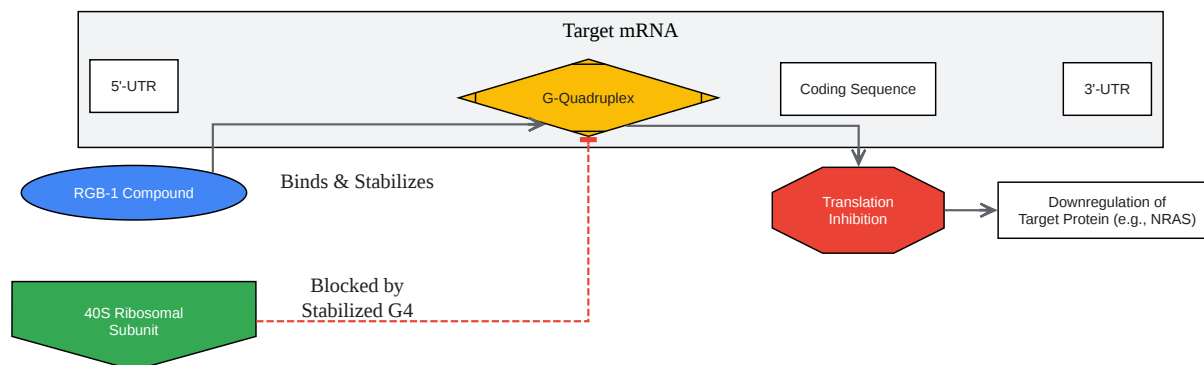 Target mRNA
5'-UTR
G-Quadruplex
Coding Sequence
3'-UTR
RGB-1 Compound
Binds & Stabilizes
Translation
Inhibition
Downregulation of
Target Protein (e.g., NRAS)
Blocked by
Stabilized G4
40S Ribosomal
Subunit